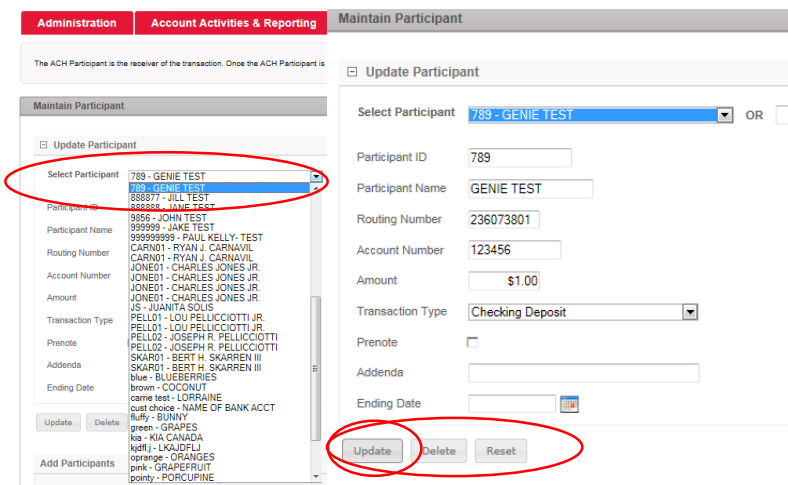 Administration
Account Activities & Reporting
The ACH Participant is the receiver of the transaction. Once the ACH Participant is
Maintain Participant
Update Participant
Select Participant
789 - GENIE TEST
789 - GENIE TEST
888877 - JILL TEST
888888 - JANE TEST
9856 - JOHN TEST
999999 - JAKE TEST
999999999 - PAUL KELLY- TEST
CARN01 - RYAN J. CARNAVIL
CARN01 - RYAN J. CARNAVIL
JONE01 - CHARLES JONES JR.
JONE01 - CHARLES JONES JR.
JONE01 - CHARLES JONES JR.
JONE01 - CHARLES JONES JR.
JS - JUANITA SOLIS
PELL01 - LOU PELLICCIOTTI JR.
PELL01 - LOU PELLICCIOTTI JR.
PELL02 - JOSEPH R. PELLICCIOTTI
PELL02 - JOSEPH R. PELLICCIOTTI
SKAR01 - BERT H. SKARREN III
SKAR01 - BERT H. SKARREN III
blue - BLUEBERRIES
brown - COCONUT
carrie test - LORRAINE
cust choice - NAME OF BANK ACCT
fluffy - BUNNY
green - GRAPES
kia - KIA CANADA
kjdfl;j - LKAJDFLJ
oprange - ORANGES
pink - GRAPEFRUIT
pointy - PORCUPINE
Participant ID
Participant Name
Routing Number
Account Number
Amount
Transaction Type
Prenote
Addenda
Ending Date
Update Delete
Add Participants
Maintain Participant
Update Participant
Select Participant 789 - GENIE TEST OR
Participant ID 789
Participant Name GENIE TEST
Routing Number 236073801
Account Number 123456
Amount $1.00
Transaction Type Checking Deposit
Prenote
Addenda
Ending Date
Update Delete Reset